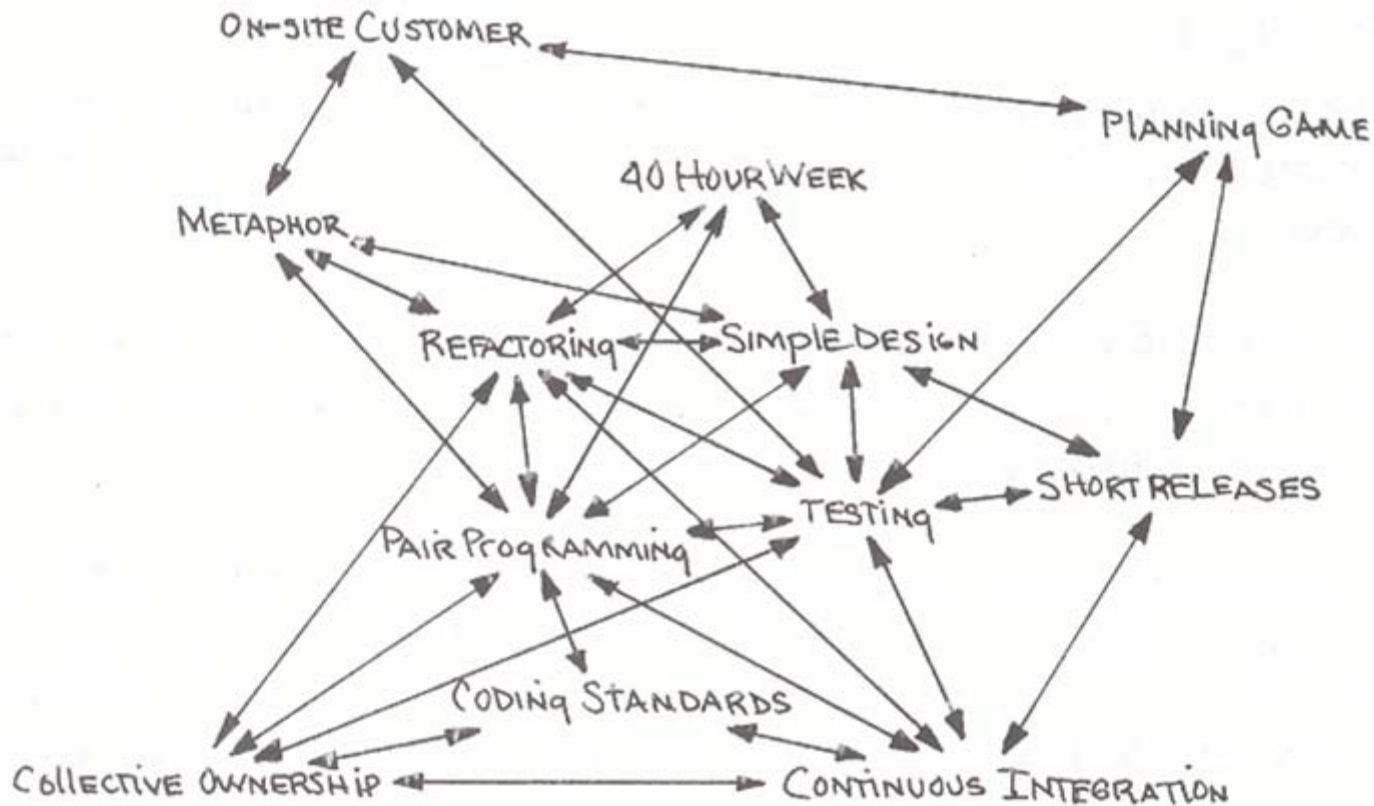 ON-SITE CUSTOMER
PLANNING GAME
40 HOUR WEEK
METAPHOR
REFACTORING
SIMPLE DESIGN
SHORT RELEASES
TESTING
PAIR PROGRAMMING
CODING STANDARDS
COLLECTIVE OWNERSHIP
CONTINUOUS INTEGRATION